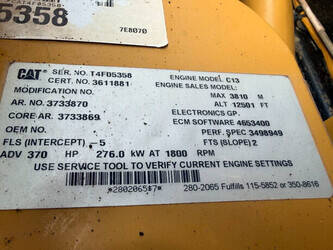 5358
*T4F05358*
7E8070
CAT SER. NO. T4F05358 ENGINE MODEL C13
CERT. NO. 3611881 ENGINE SALES MODEL:
MODIFICATION NO. MAX 3810 M
AR. NO. 3733870 ALT 12501 FT
CORE NO. 3733869 ELECTRONICS GP
OEM NO. ECM SOFTWARE 4653400
PERF. SPEC 3498949
FLS (INTERCEPT) -5 FTS (SLOPE) 2
ADV 370 HP 276.0 kW AT 1800 RPM
USE SERVICE TOOL TO VERIFY CURRENT ENGINE SETTINGS
*2802065\*7* 280-2065 Fulfills 115-5852 or 350-8616